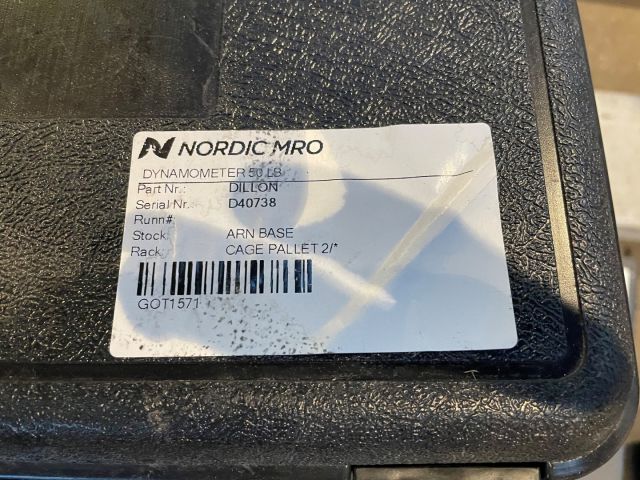 NORDIC MRO
DYNAMOMETER 50 LB
Part Nr.: DILLON
Serial Nr.: D40738
Runn#:
Stock: ARN BASE
Rack: CAGE PALLET 2/*
GOT1571